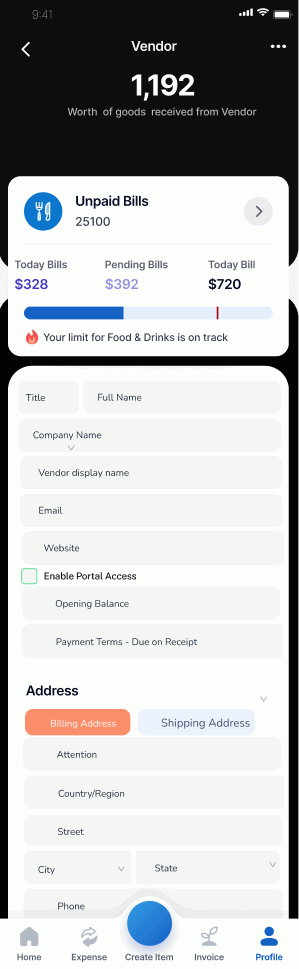 9:41
Vendor
1,192
Worth of goods received from Vendor
Unpaid Bills
25100
Today Bills Pending Bills Today Bill
$328 $392 $720
Your limit for Food & Drinks is on track
Title Full Name
Company Name
Vendor display name
Email
Website
Enable Portal Access
Opening Balance
Payment Terms - Due on Receipt
Address
Billing Address Shipping Address
Attention
Country/Region
Street
City State
Phone
Home Expense Create Item Invoice Profile